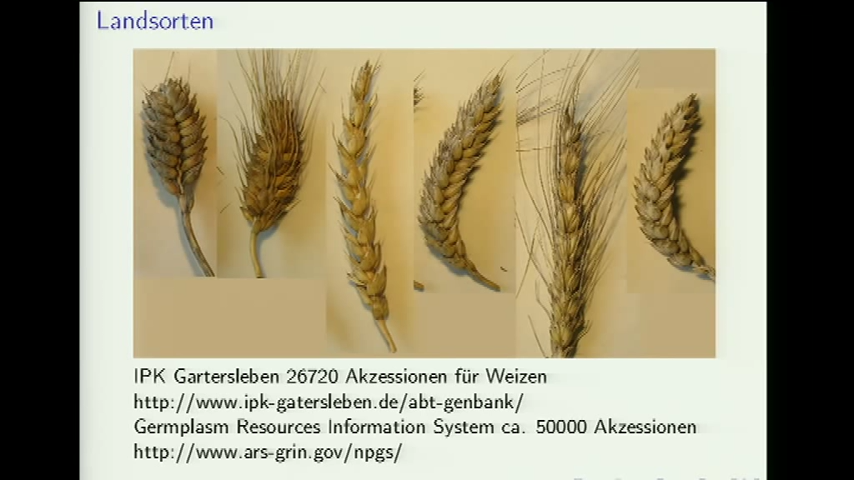 Landsorten
IPK Gartersleben 26720 Akzessionen für Weizen
http://www.ipk-gatersleben.de/abt-genbank/
Germplasm Resources Information System ca. 50000 Akzessionen
http://www.ars-grin.gov/npgs/